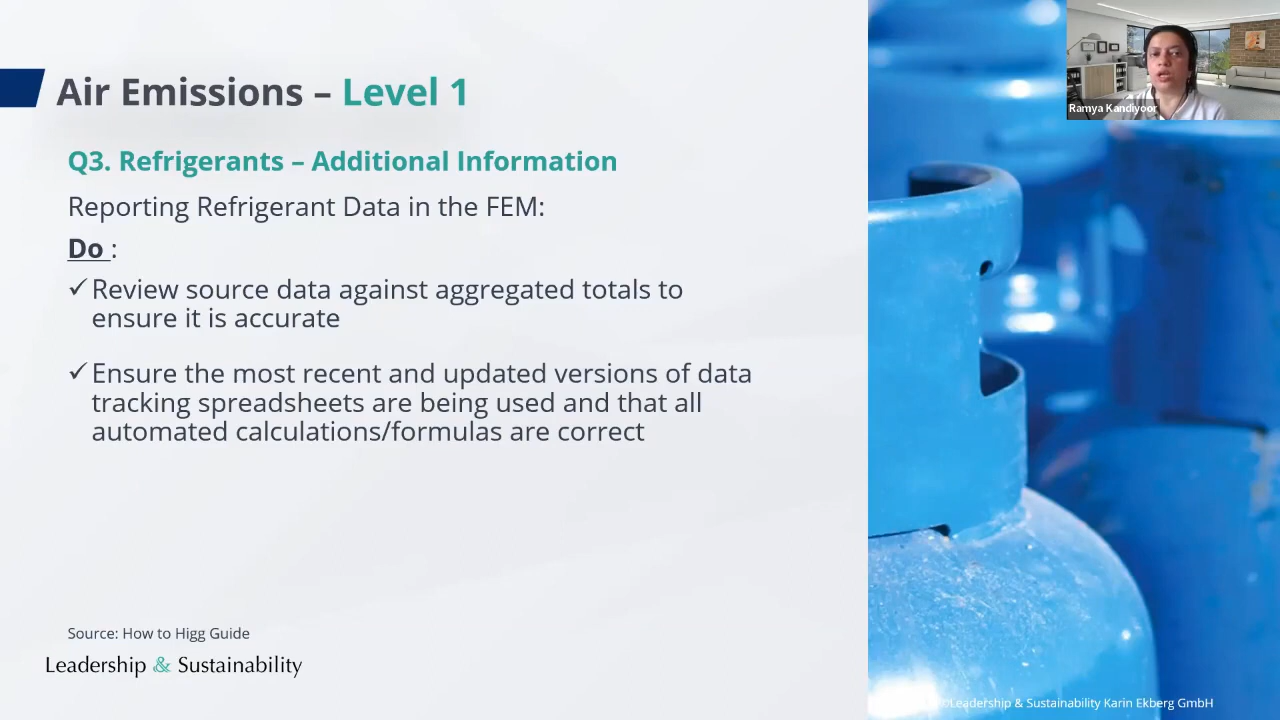 Air Emissions – Level 1
Q3. Refrigerants – Additional Information
Reporting Refrigerant Data in the FEM:
Do :
✓ Review source data against aggregated totals to
ensure it is accurate
✓ Ensure the most recent and updated versions of data
tracking spreadsheets are being used and that all
automated calculations/formulas are correct
Source: How to Higg Guide
Leadership & Sustainability
Ramya Kandiyoor
©Leadership & Sustainability Karin Ekberg GmbH